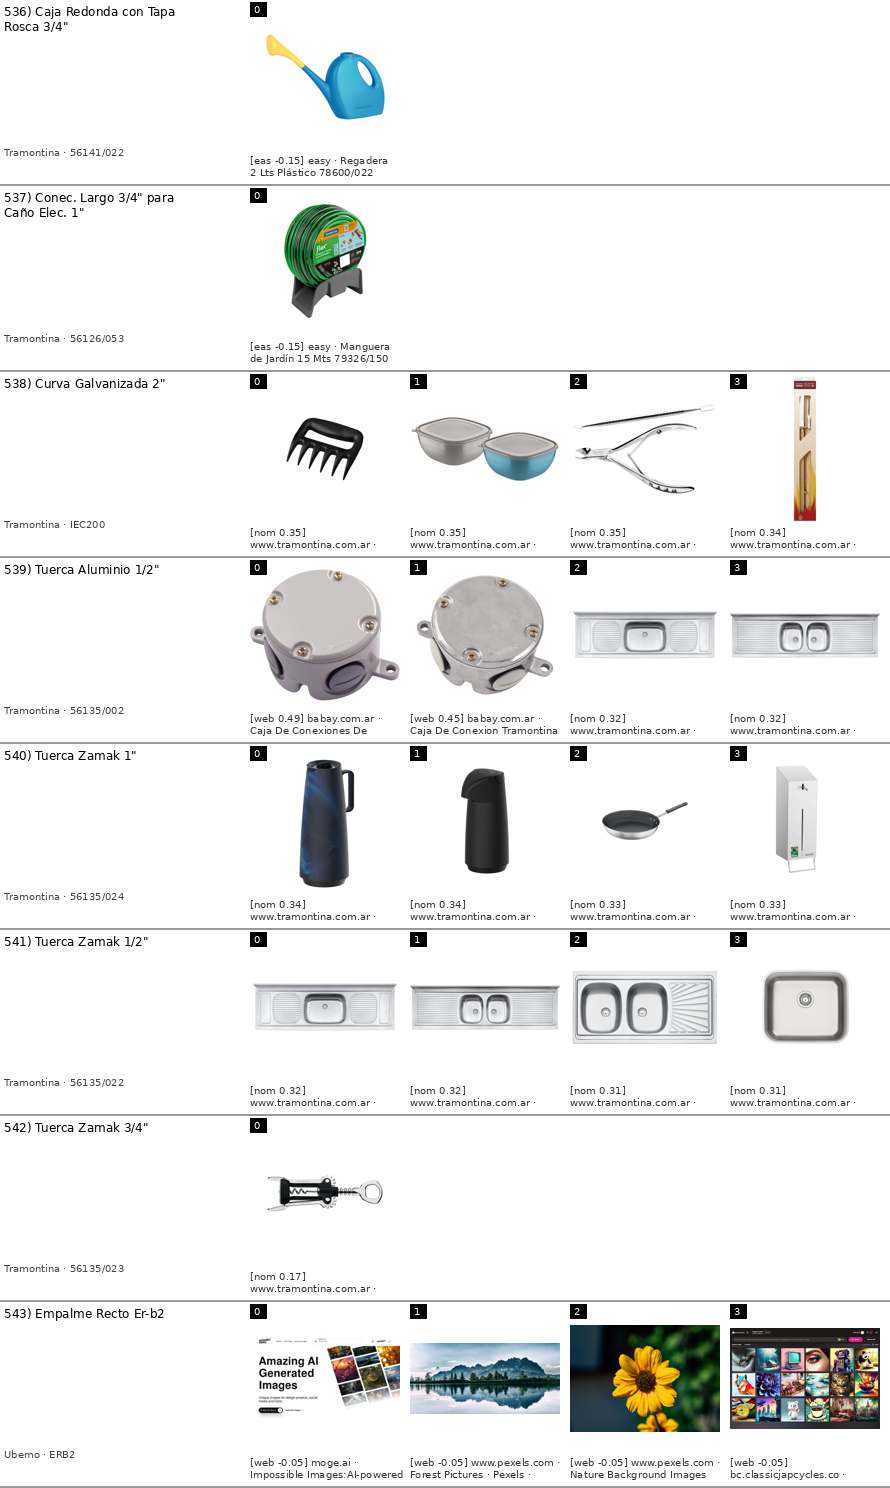 536) Caja Redonda con Tapa
Rosca 3/4"
Tramontina · 56141/022
0
[eas -0.15] easy · Regadera
2 Lts Plástico 78600/022
537) Conec. Largo 3/4" para
Caño Elec. 1"
Tramontina · 56126/053
0
[eas -0.15] easy · Manguera
de Jardín 15 Mts 79326/150
538) Curva Galvanizada 2"
Tramontina · IEC200
0
[nom 0.35]
www.tramontina.com.ar ·
1
[nom 0.35]
www.tramontina.com.ar ·
2
[nom 0.35]
www.tramontina.com.ar ·
3
[nom 0.34]
www.tramontina.com.ar ·
539) Tuerca Aluminio 1/2"
Tramontina · 56135/002
0
[web 0.49] babay.com.ar ·
Caja De Conexiones De
1
[web 0.45] babay.com.ar ·
Caja De Conexion Tramontina
2
[nom 0.32]
www.tramontina.com.ar ·
3
[nom 0.32]
www.tramontina.com.ar ·
540) Tuerca Zamak 1"
Tramontina · 56135/024
0
[nom 0.34]
www.tramontina.com.ar ·
1
[nom 0.34]
www.tramontina.com.ar ·
2
[nom 0.33]
www.tramontina.com.ar ·
3
[nom 0.33]
www.tramontina.com.ar ·
541) Tuerca Zamak 1/2"
Tramontina · 56135/022
0
[nom 0.32]
www.tramontina.com.ar ·
1
[nom 0.32]
www.tramontina.com.ar ·
2
[nom 0.31]
www.tramontina.com.ar ·
3
[nom 0.31]
www.tramontina.com.ar ·
542) Tuerca Zamak 3/4"
Tramontina · 56135/023
0
[nom 0.17]
www.tramontina.com.ar ·
543) Empalme Recto Er-b2
Ubemo · ERB2
0
Amazing AI
Generated
Images
[web -0.05] moge.ai ·
Impossible Images:AI-powered
1
[web -0.05] www.pexels.com ·
Forest Pictures · Pexels ·
2
[web -0.05] www.pexels.com ·
Nature Background Images
3
[web -0.05]
bc.classicjapcycles.co ·